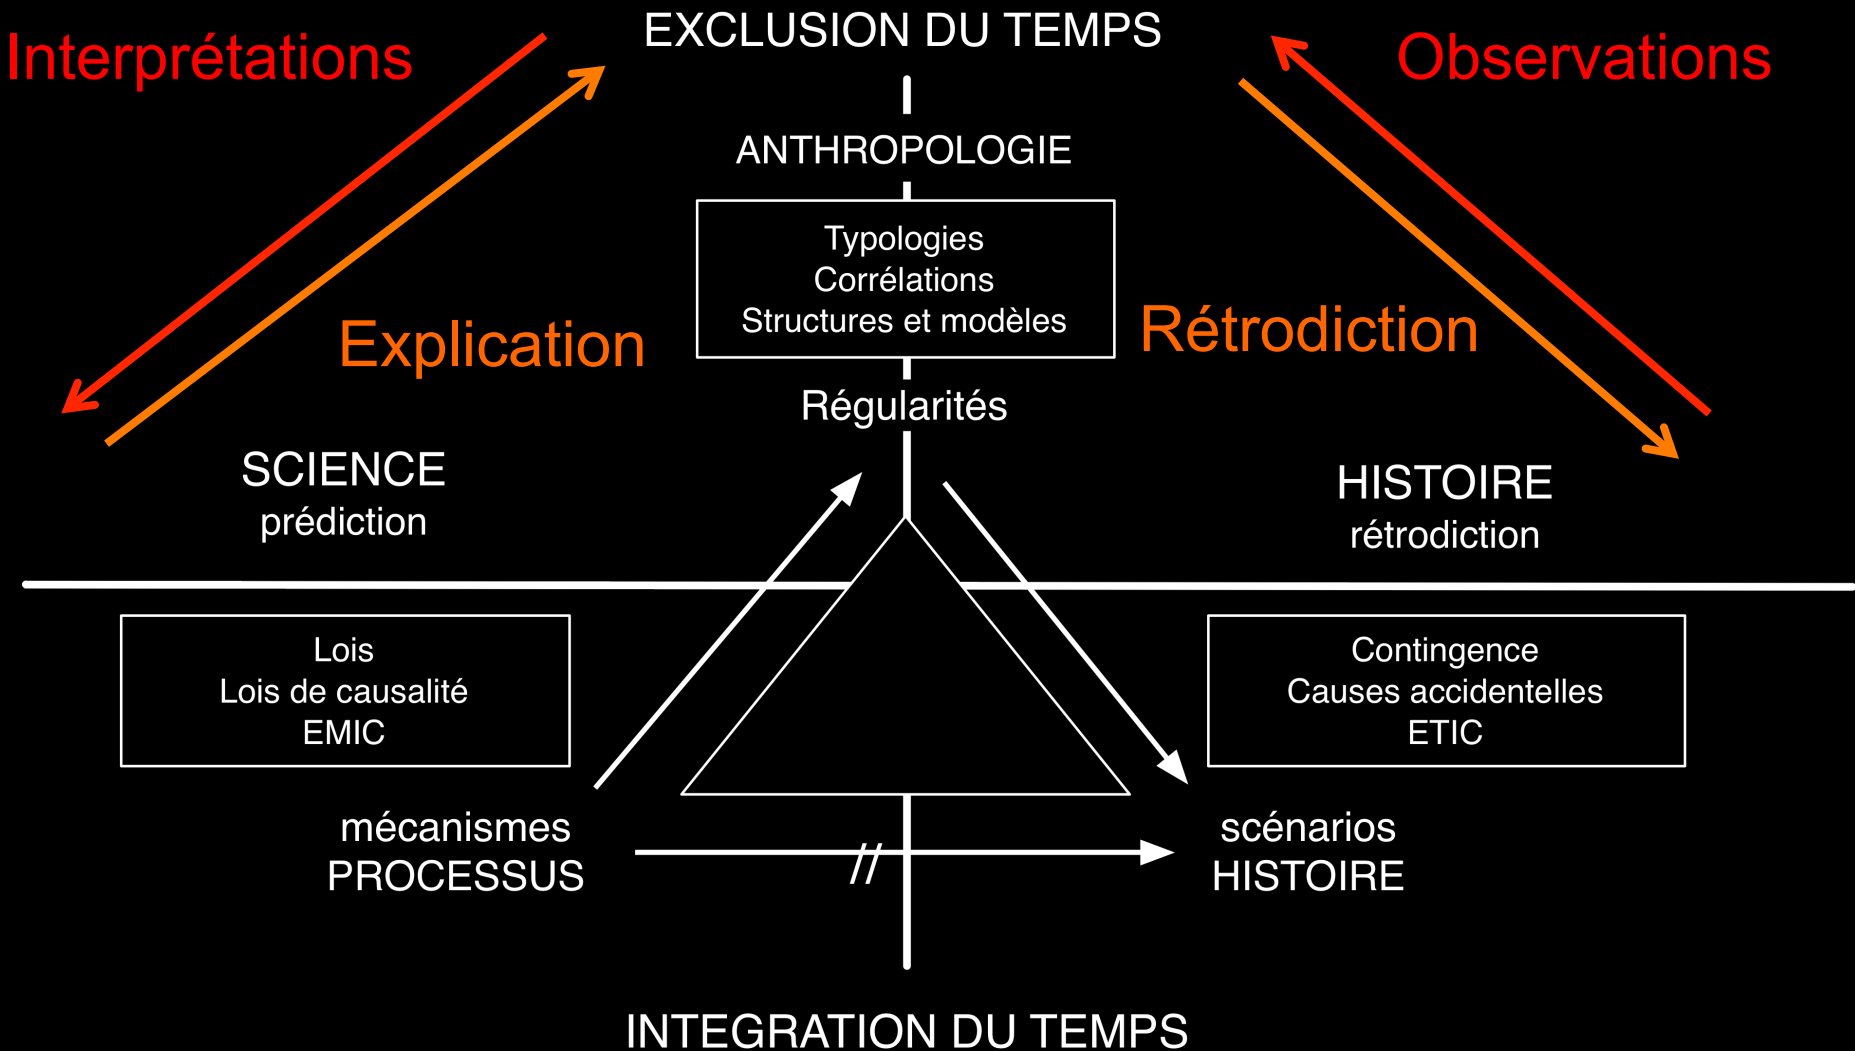 EXCLUSION DU TEMPS
Interprétations
Observations
ANTHROPOLOGIE
Typologies
Corrélations
Structures et modèles
Explication
Rétrodiction
Régularités
SCIENCE
prédiction
HISTOIRE
rétrodiction
Lois
Lois de causalité
EMIC
Contingence
Causes accidentelles
ETIC
mécanismes
PROCESSUS
//
scénarios
HISTOIRE
INTEGRATION DU TEMPS